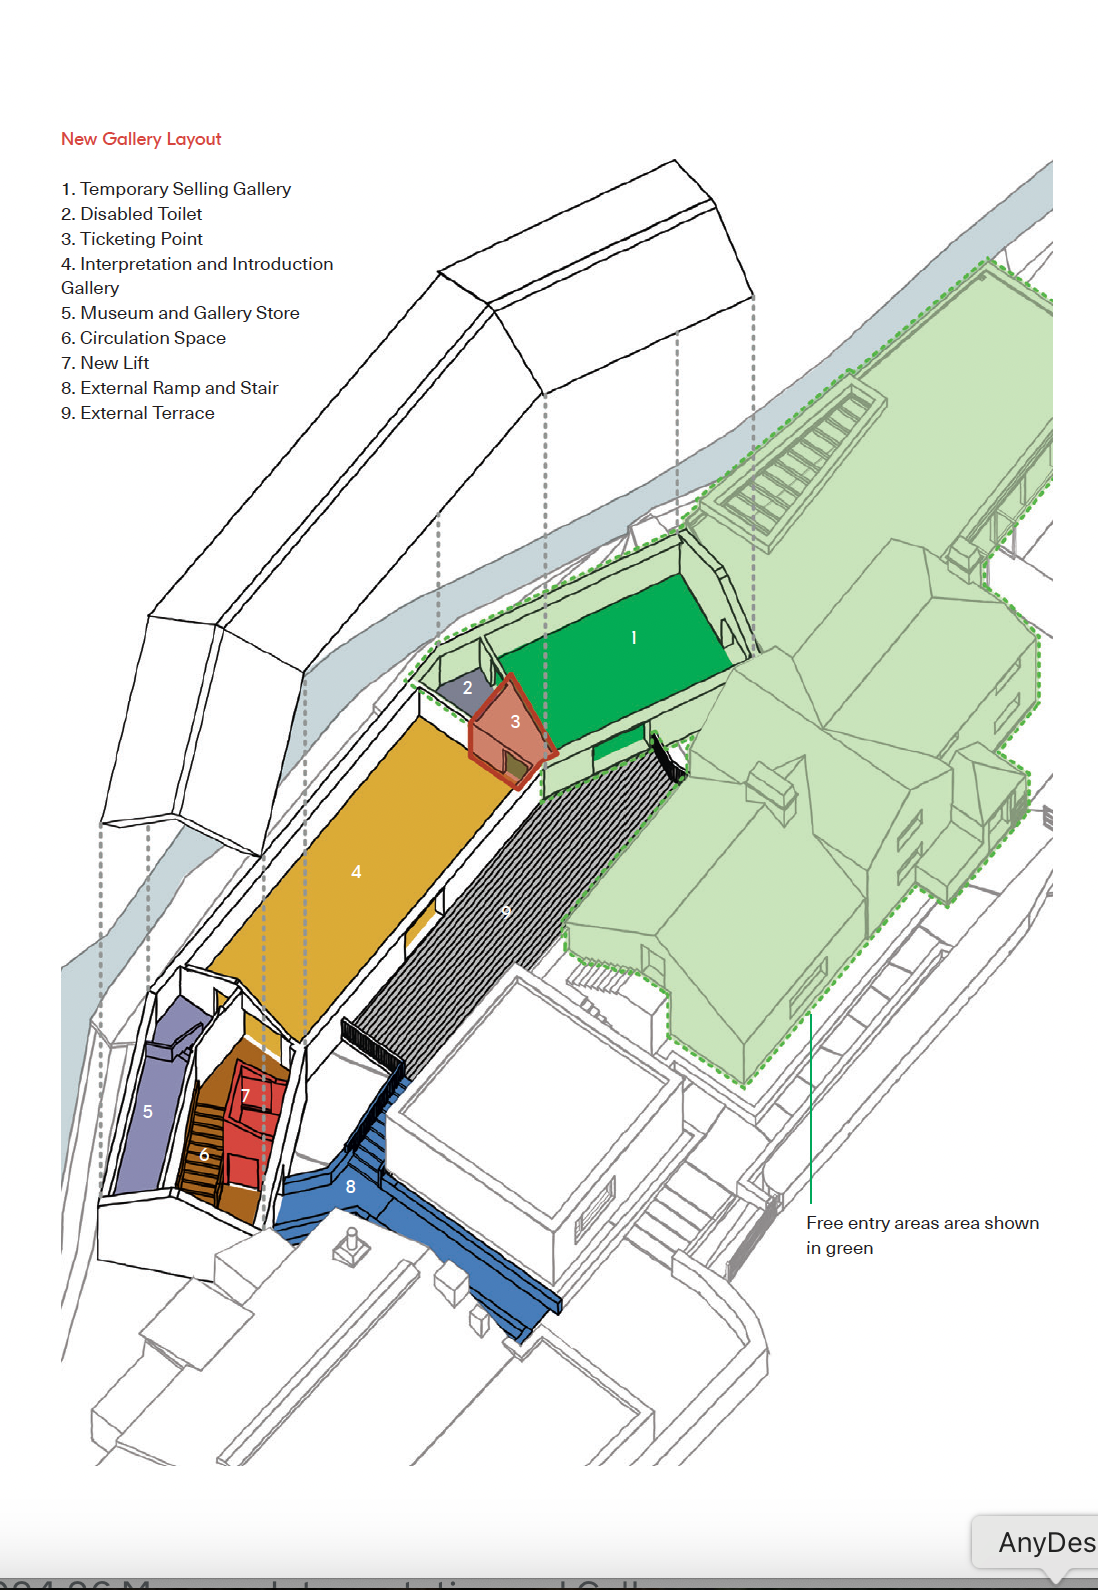 New Gallery Layout
1. Temporary Selling Gallery
2. Disabled Toilet
3. Ticketing Point
4. Interpretation and Introduction
Gallery
5. Museum and Gallery Store
6. Circulation Space
7. New Lift
8. External Ramp and Stair
9. External Terrace
1
2
3
4
9
7
5
6
8
Free entry areas area shown
in green
AnyDes